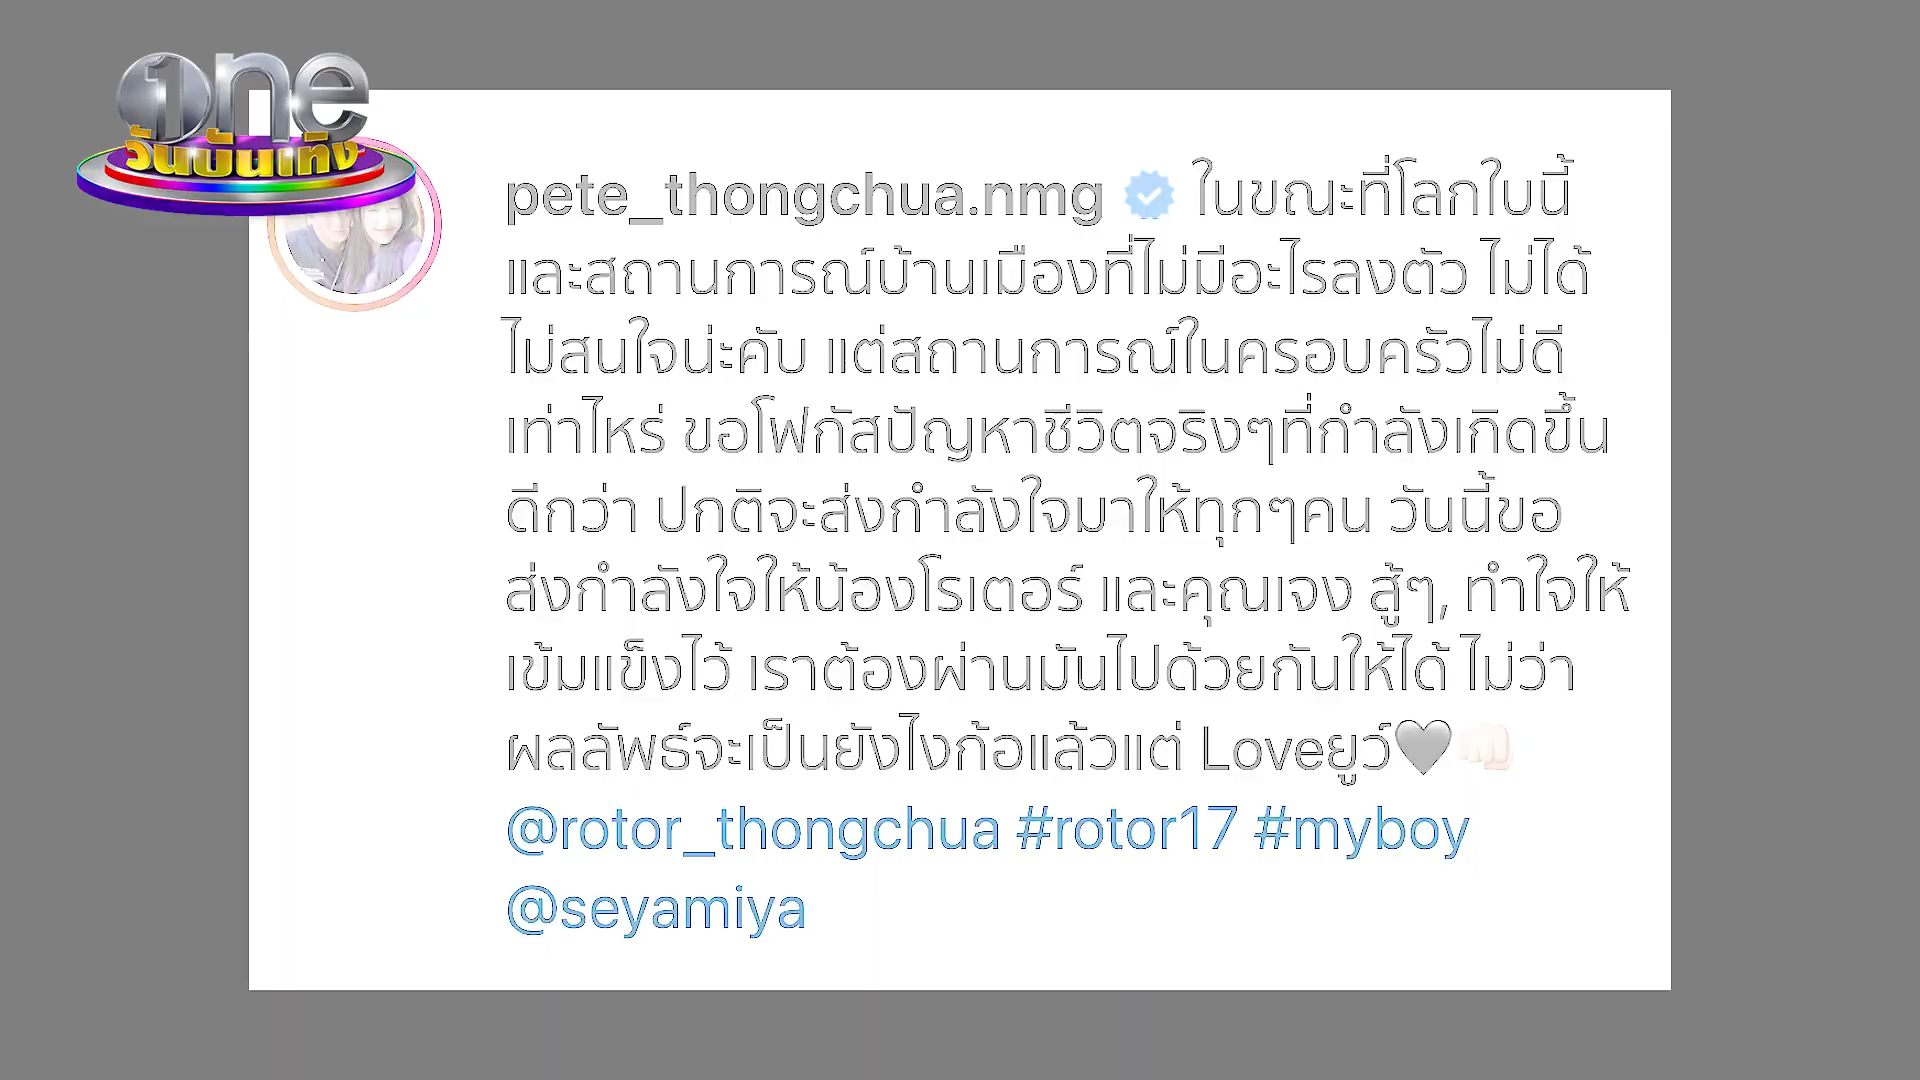 one
วันบันเทิง
pete_thongchua.nmg ในขณะที่โลกใบนี้
และสถานการณ์บ้านเมืองที่ไม่มีอะไรลงตัว ไม่ได้
ไม่สนใจน่ะคับ แต่สถานการณ์ในครอบครัวไม่ดี
เท่าไหร่ ขอโฟกัสปัญหาชีวิตจริงๆที่กำลังเกิดขึ้น
ดีกว่า ปกติจะส่งกำลังใจมาให้ทุกๆคน วันนี้ขอ
ส่งกำลังใจให้น้องโรเตอร์ และคุณเจง สู้ๆ, ทำใจให้
เข้มแข็งไว้ เราต้องผ่านมันไปด้วยกันให้ได้ ไม่ว่า
ผลลัพธ์จะเป็นยังไงก้อแล้วแต่ Loveยูว์🤍👊🏻
@rotor_thongchua #rotor17 #myboy
@seyamiya